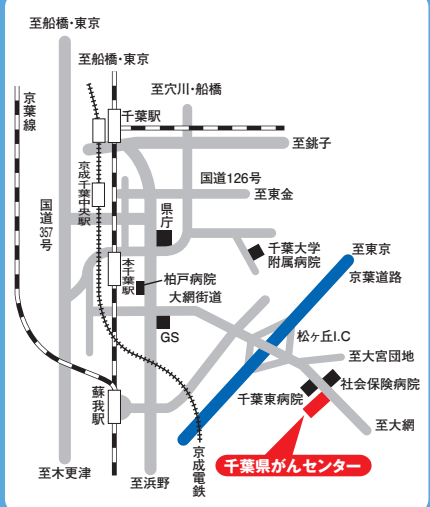 至船橋・東京
至船橋・東京
至穴川・船橋
京葉線
千葉駅
至銚子
国道126号
至東金
京成千葉中央駅
国道357号
県庁
千葉大学
附属病院
至東京
京葉道路
本千葉駅
柏戸病院
大網街道
GS
松ヶ丘I.C
至大宮団地
社会保険病院
千葉東病院
蘇我駅
至大網
京成電鉄
千葉県がんセンター
至木更津
至浜野